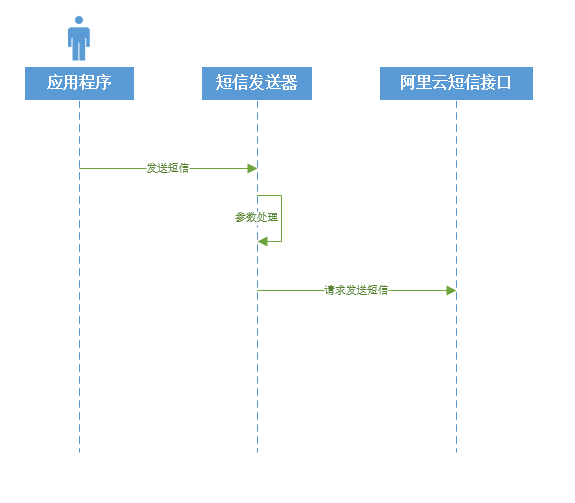 应用程序
短信发送器
阿里云短信接口
发送短信
参数处理
请求发送短信